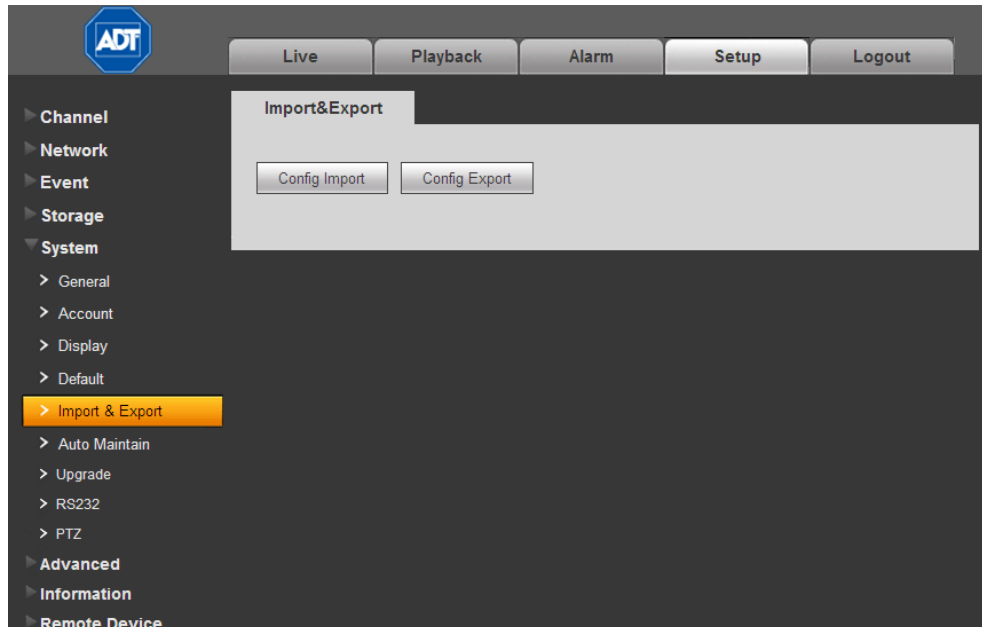 ADT
Live Playback Alarm Setup Logout
Import&Export
Config Import Config Export
Channel
Network
Event
Storage
System
> General
> Account
> Display
> Default
> Import & Export
> Auto Maintain
> Upgrade
> RS232
> PTZ
Advanced
Information
Remote Device